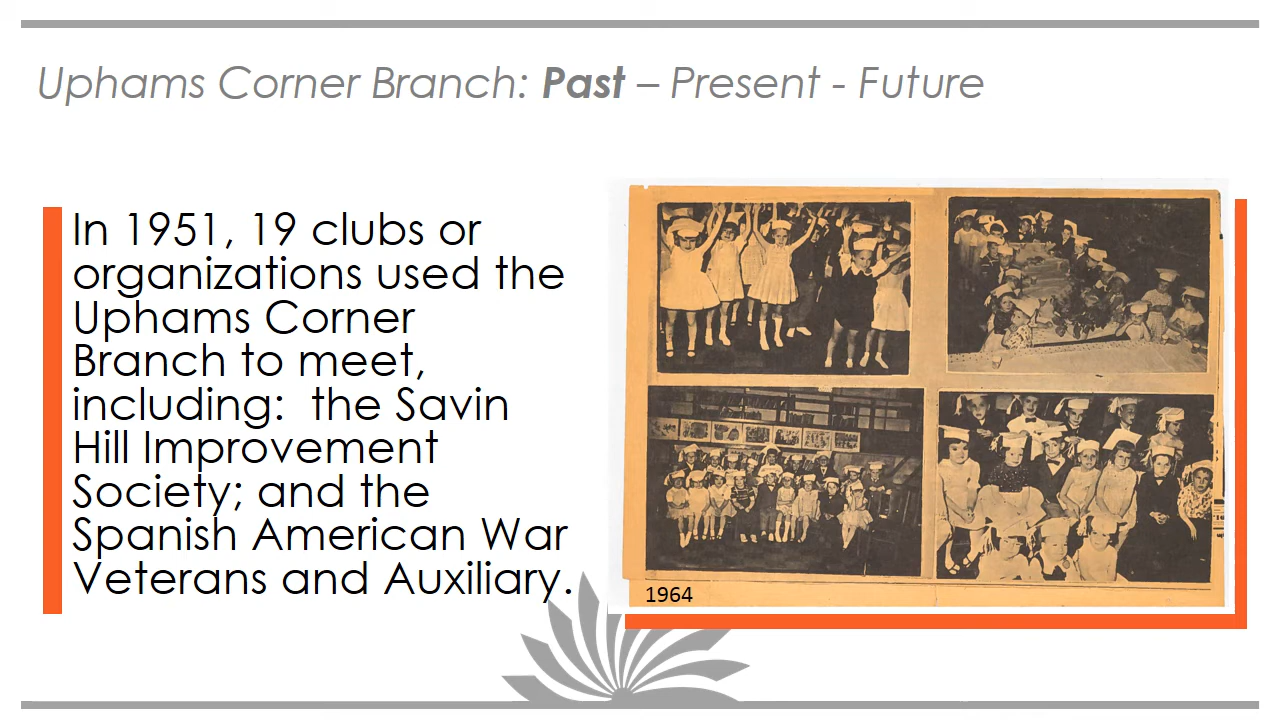 Uphams Corner Branch: Past – Present - Future
In 1951, 19 clubs or
organizations used the
Uphams Corner
Branch to meet,
including:  the Savin
Hill Improvement
Society; and the
Spanish American War
Veterans and Auxiliary.
1964